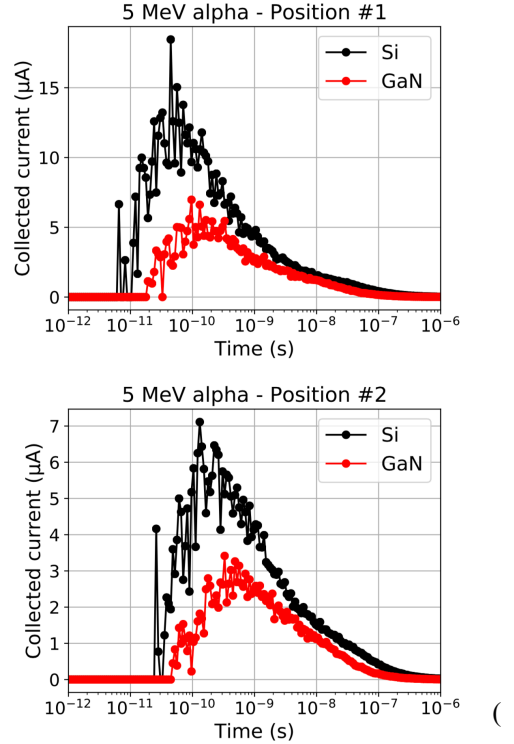 5 MeV alpha - Position #1
Collected current (μA)
15
10
5
0
Si
GaN
10⁻¹² 10⁻¹¹ 10⁻¹⁰ 10⁻⁹ 10⁻⁸ 10⁻⁷ 10⁻⁶
Time (s)
5 MeV alpha - Position #2
Collected current (μA)
7
6
5
4
3
2
1
0
Si
GaN
10⁻¹² 10⁻¹¹ 10⁻¹⁰ 10⁻⁹ 10⁻⁸ 10⁻⁷ 10⁻⁶
Time (s)
(